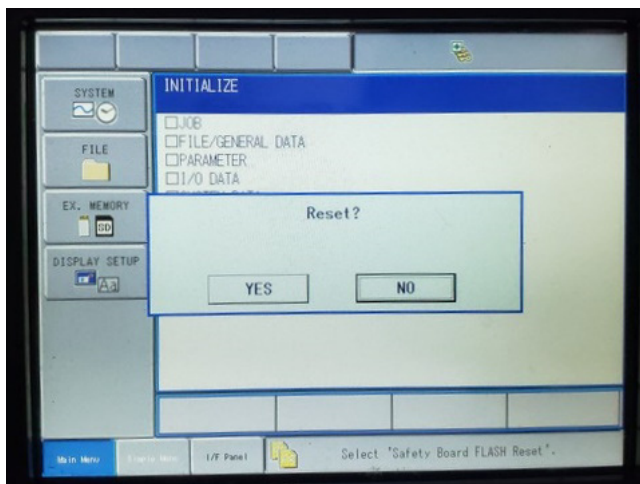 INITIALIZE
SYSTEM
JOB
FILE/GENERAL DATA
FILE
PARAMETER
I/O DATA
EX. MEMORY
SD
Reset?
DISPLAY SETUP
Aa
YES
NO
Main Menu
I/F Panel
Select "Safety Board FLASH Reset".